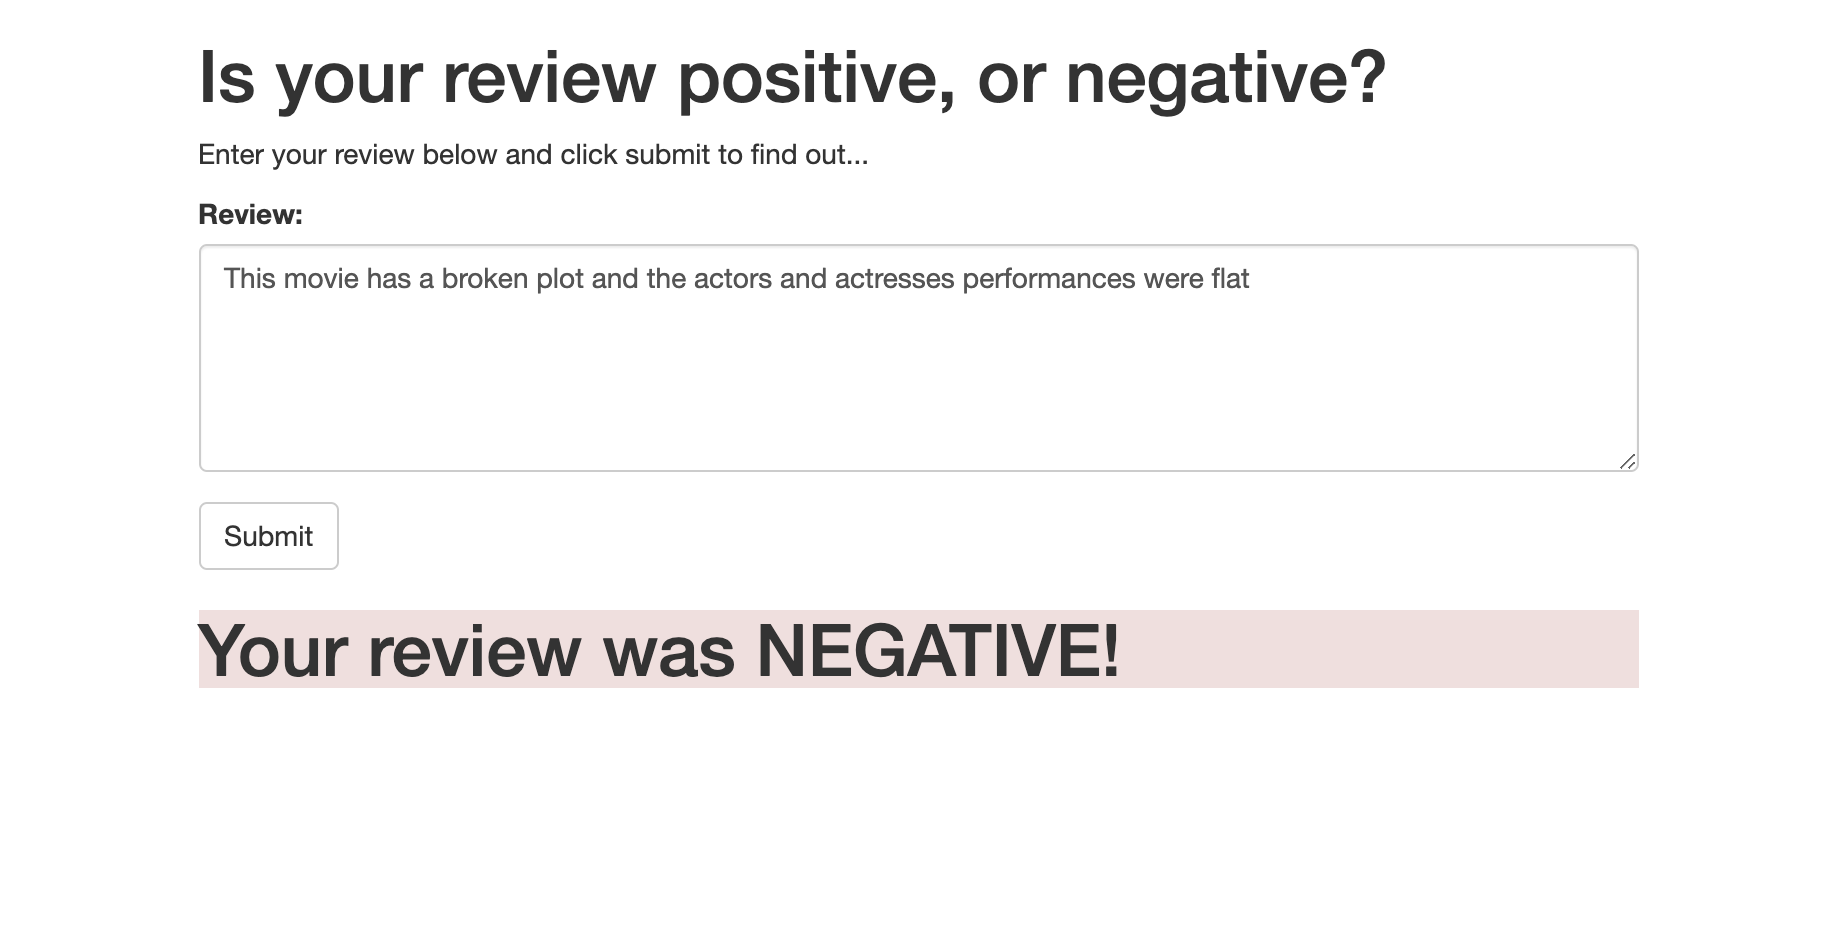 Is your review positive, or negative?
Enter your review below and click submit to find out...
Review:
This movie has a broken plot and the actors and actresses performances were flat
Submit
Your review was NEGATIVE!